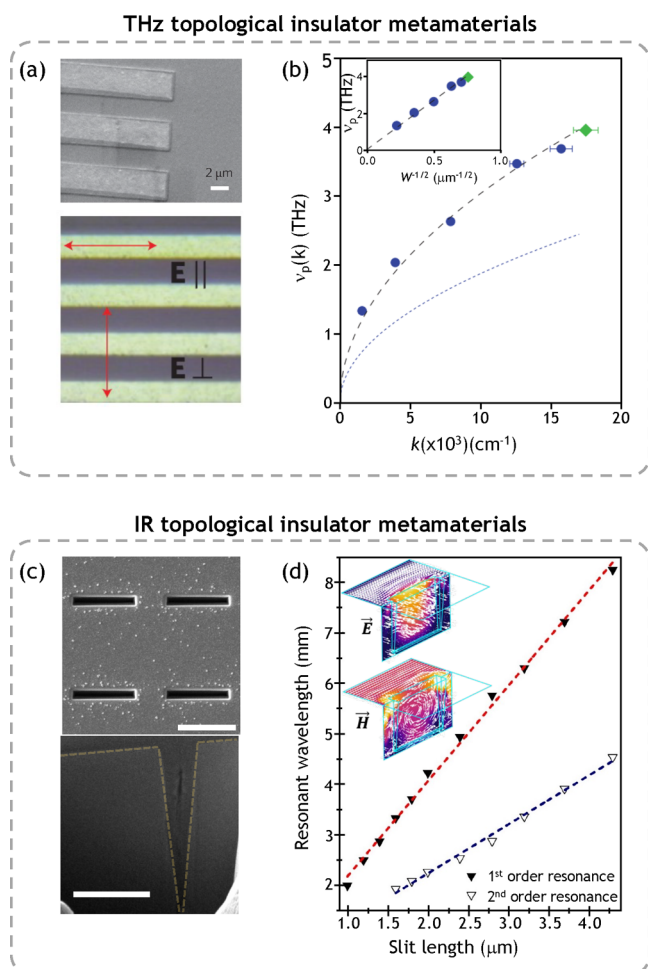 THz topological insulator metamaterials
(a)
2 μm
E ||
E ⊥
(b)
5
4
3
2
1
0
0
5
10
15
20
ν_p(k) (THz)
k(x10³)(cm⁻¹)
4
2
0
0.0
0.5
1.0
ν_p (THz)
W^-1/2 (μm^-1/2)
IR topological insulator metamaterials
(c)
(d)
8
7
6
5
4
3
2
Resonant wavelength (mm)
E
H
1st order resonance
2nd order resonance
1.0
1.5
2.0
2.5
3.0
3.5
4.0
Slit length (μm)